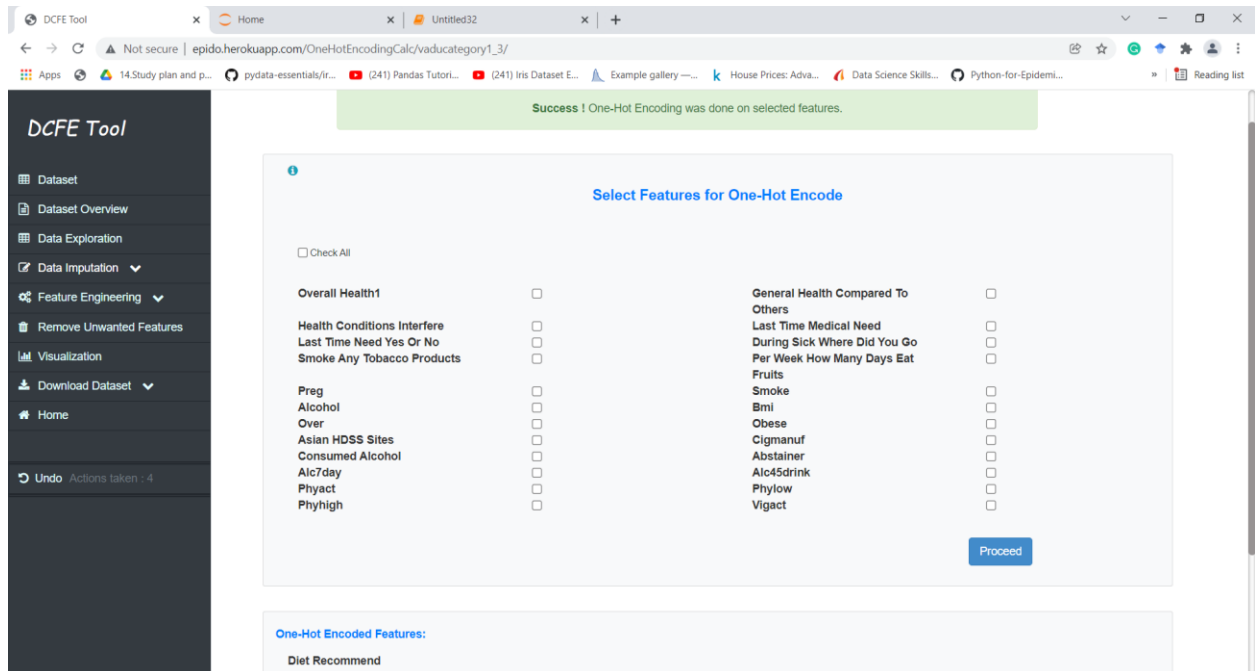 DCFE Tool
Home
Untitled32
Not secure | epido.herokuapp.com/OneHotEncodingCalc/vaducategory1_3/
Apps
14.Study plan and p...
pydata-essentials/ir...
(241) Pandas Tutori...
(241) Iris Dataset E...
Example gallery —...
House Prices: Adva...
Data Science Skills...
Python-for-Epidemi...
»
Reading list
DCFE Tool
Dataset
Dataset Overview
Data Exploration
Data Imputation
Feature Engineering
Remove Unwanted Features
Visualization
Download Dataset
Home
Undo Actions taken : 4
Success ! One-Hot Encoding was done on selected features.
Select Features for One-Hot Encode
Check All
Overall Health1
General Health Compared To
Others
Health Conditions Interfere
Last Time Medical Need
Last Time Need Yes Or No
During Sick Where Did You Go
Smoke Any Tobacco Products
Per Week How Many Days Eat
Fruits
Preg
Smoke
Alcohol
Bmi
Over
Obese
Asian HDSS Sites
Cigmanuf
Consumed Alcohol
Abstainer
Alc7day
Alc45drink
Phyact
Phylow
Phyhigh
Vigact
Proceed
One-Hot Encoded Features:
Diet Recommend